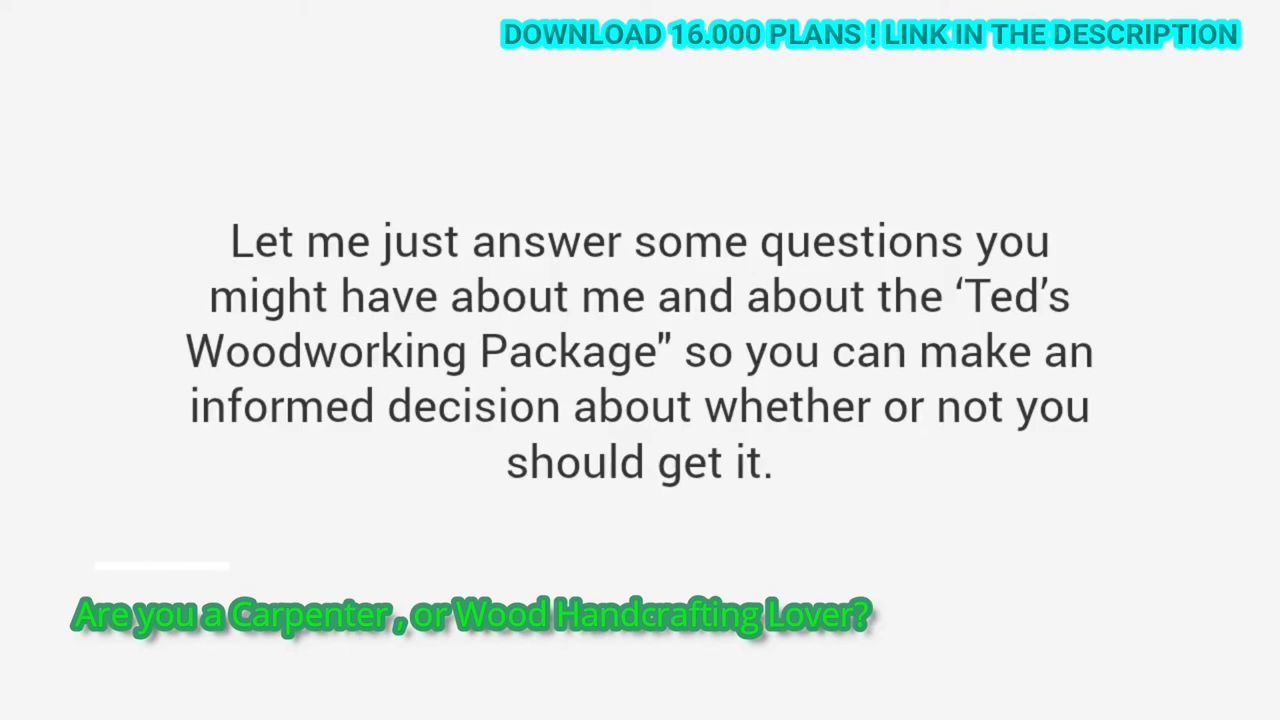 DOWNLOAD 16.000 PLANS ! LINK IN THE DESCRIPTION
Let me just answer some questions you
might have about me and about the ‘Ted’s
Woodworking Package" so you can make an
informed decision about whether or not you
should get it.
Are you a Carpenter , or Wood Handcrafting Lover?